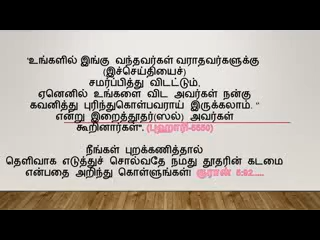 'உங்களில் இங்கு வந்தவர்கள் வராதவர்களுக்கு
(இச்செய்தியைச்)
சமர்ப்பித்து விடட்டும்,
ஏனெனில் உங்களை விட அவர்கள் நன்கு
கவனித்து புரிந்துகொள்பவராய் இருக்கலாம். ”
என்று இறைத்தூதர்(ஸல்) அவர்கள்
கூறினார்கள்“. (புஹாரி-5550)
நீங்கள் புறக்கணித்தால்
தெளிவாக எடுத்துச் சொல்வதே நமது தூதரின் கடமை
என்பதை அறிந்து கொள்ளுங்கள்! குரான் 5:92.....